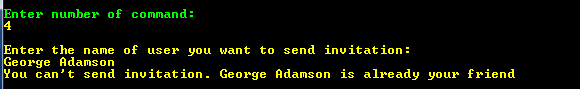 Enter number of command:
4
Enter the name of user you want to send invitation:
George Adamson
You can't send invitation. George Adamson is already your friend